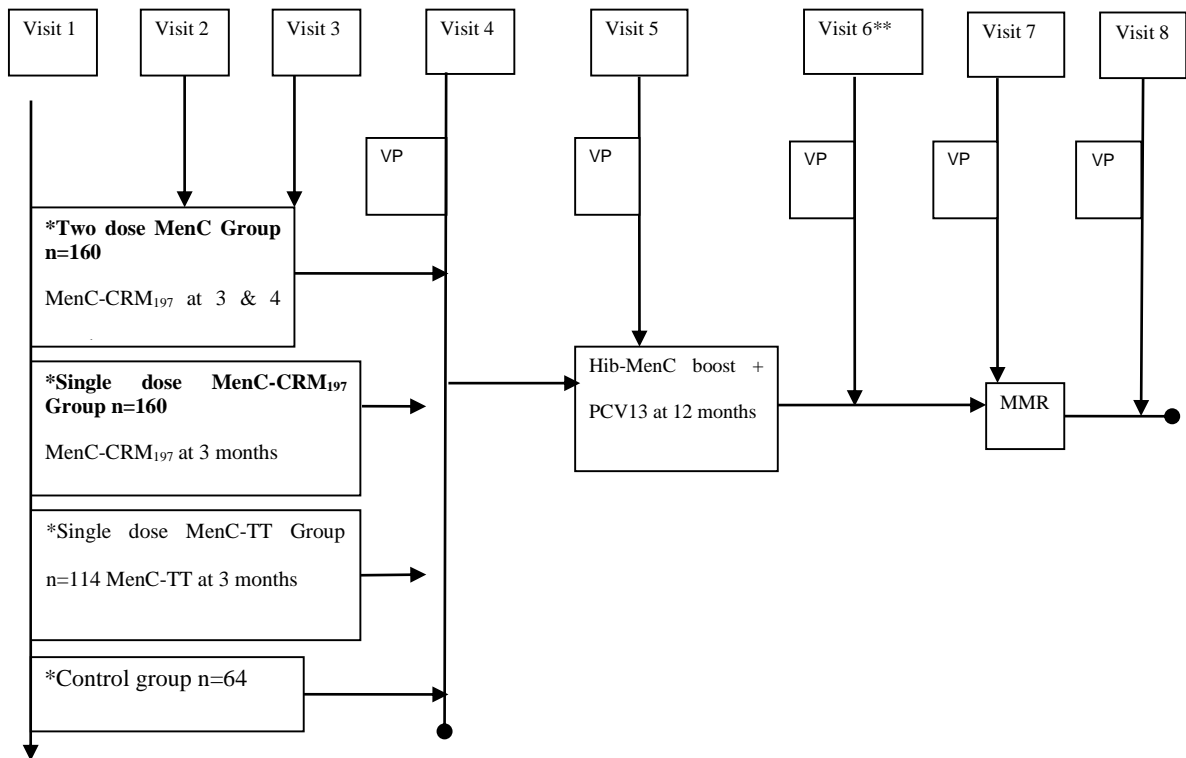 Visit 1
Visit 2
Visit 3
Visit 4
Visit 5
Visit 6**
Visit 7
Visit 8
VP
VP
VP
VP
VP
*Two dose MenC Group
n=160
MenC-CRM₁₉₇ at 3 & 4
*Single dose MenC-CRM₁₉₇
Group n=160
MenC-CRM₁₉₇ at 3 months
*Single dose MenC-TT Group
n=114 MenC-TT at 3 months
*Control group n=64
Hib-MenC boost +
PCV13 at 12 months
MMR